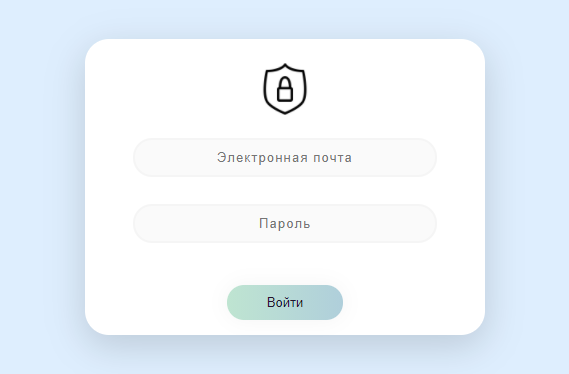 Электронная почта
Пароль
Войти